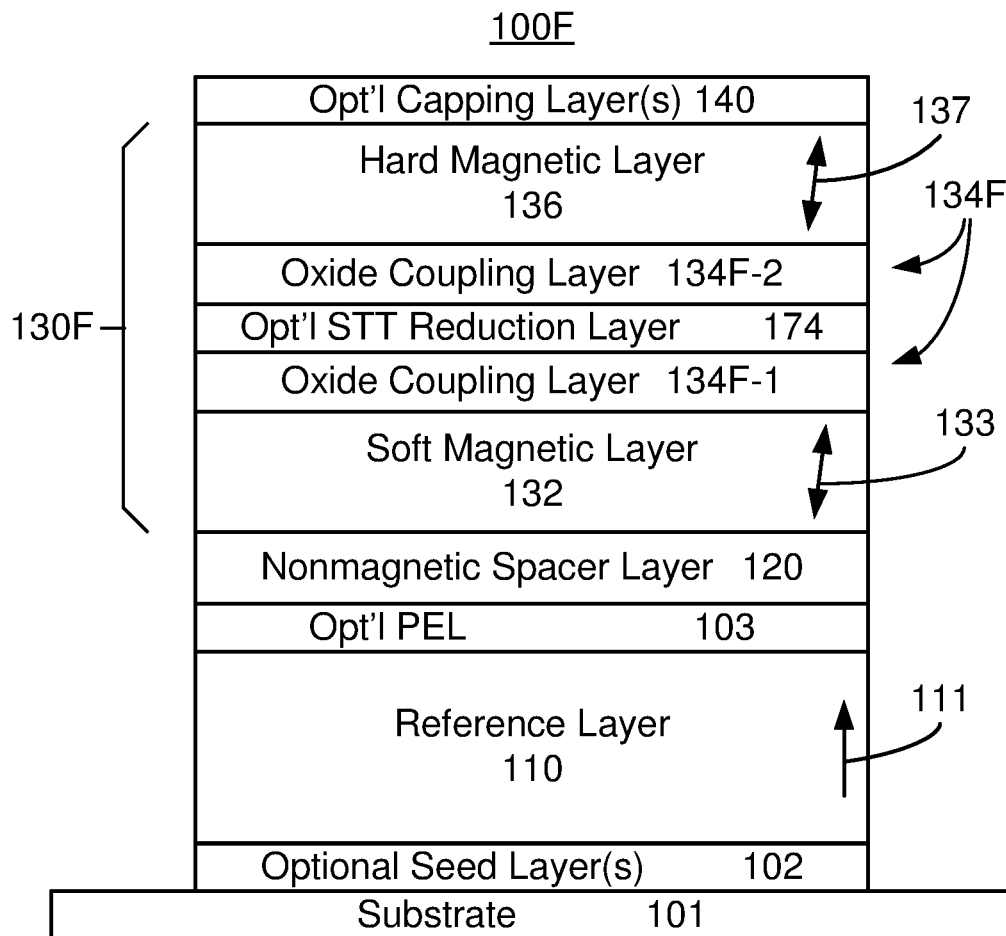 100F
Opt'l Capping Layer(s) 140
137
Hard Magnetic Layer
136
134F
Oxide Coupling Layer 134F-2
130F
Opt'l STT Reduction Layer 174
Oxide Coupling Layer 134F-1
133
Soft Magnetic Layer
132
Nonmagnetic Spacer Layer 120
Opt'l PEL 103
111
Reference Layer
110
Optional Seed Layer(s) 102
Substrate 101